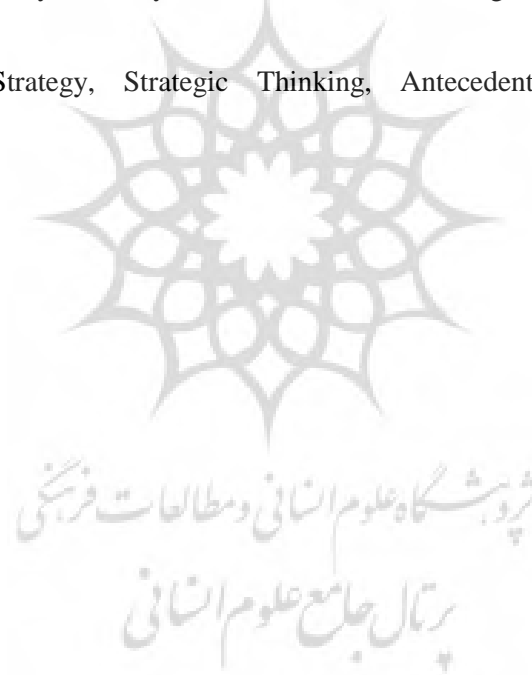 Strategy, Strategic Thinking, Antecedent
پژوهشگاه علوم انسانی و مطالعات فرهنگی
پرتال جامع علوم انسانی